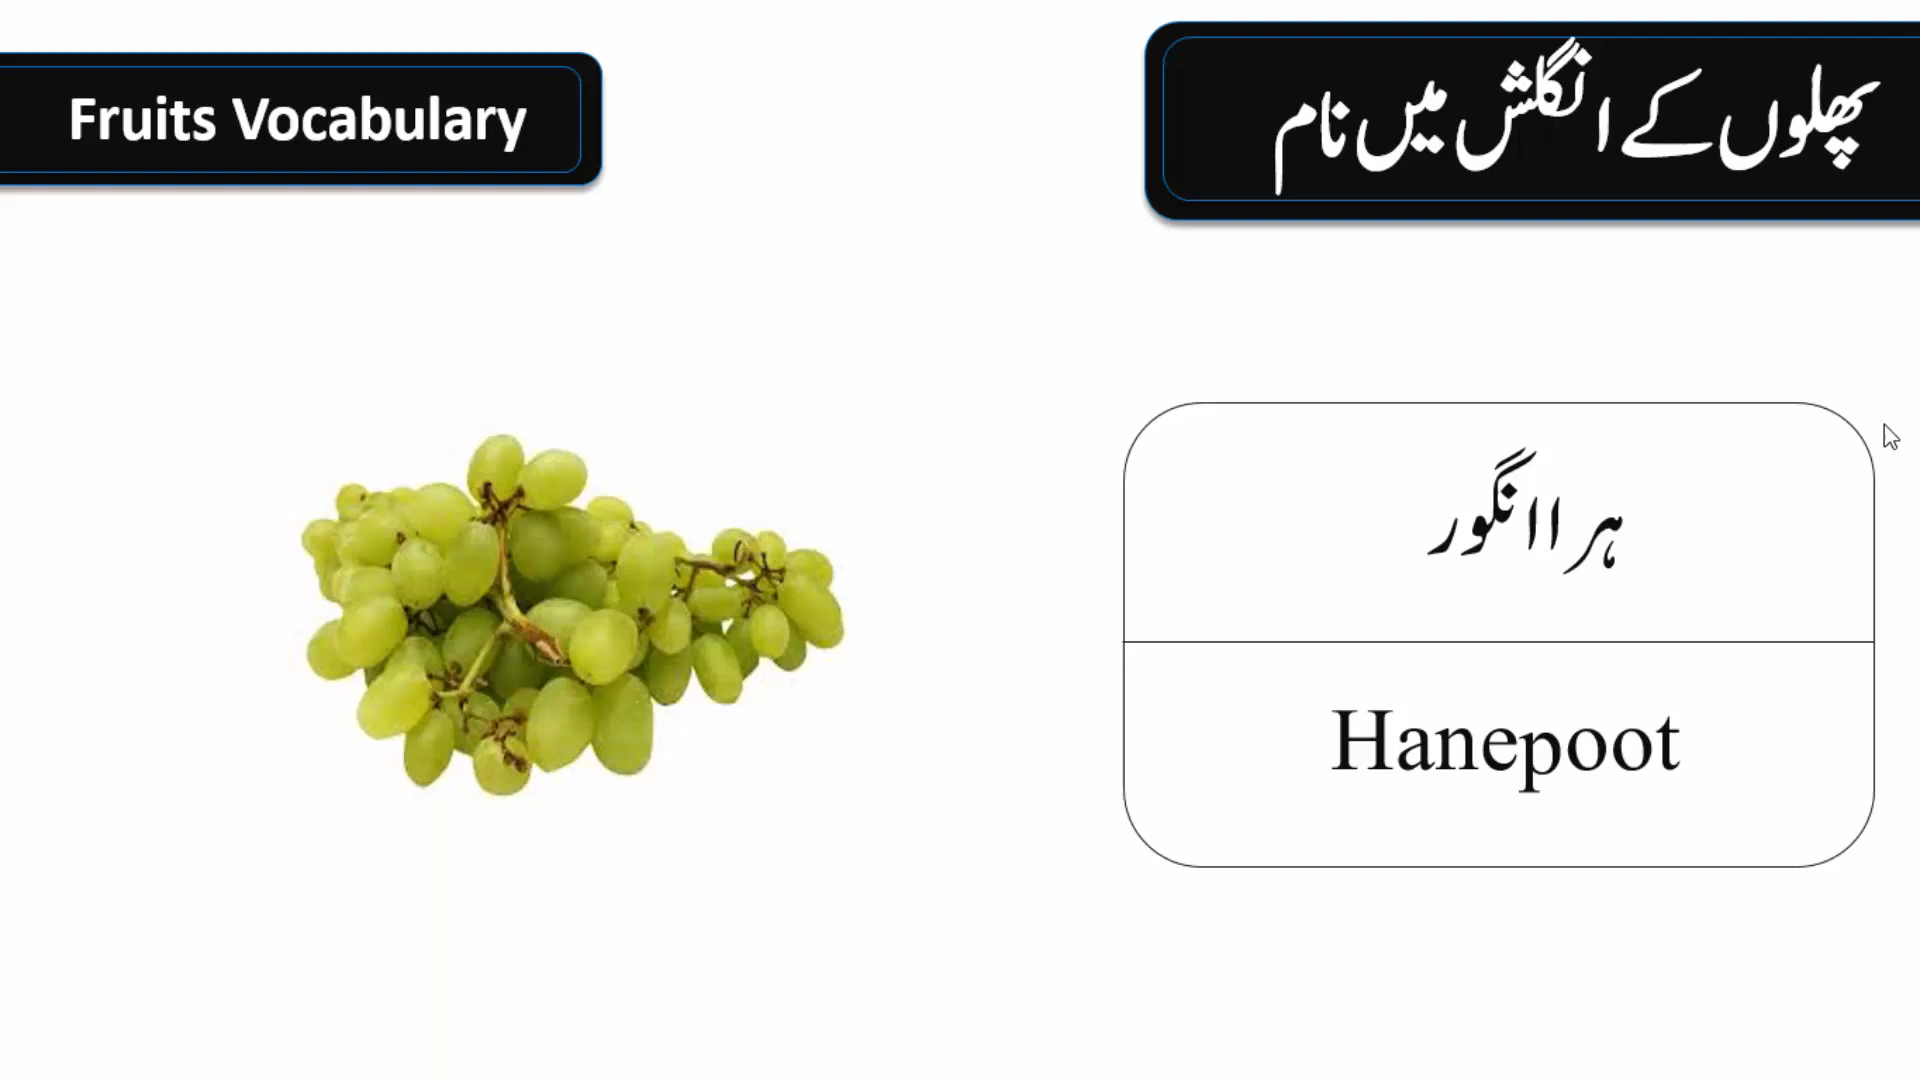 Fruits Vocabulary
پھلوں کے انگلش میں نام
ہرا انگور
Hanepoot